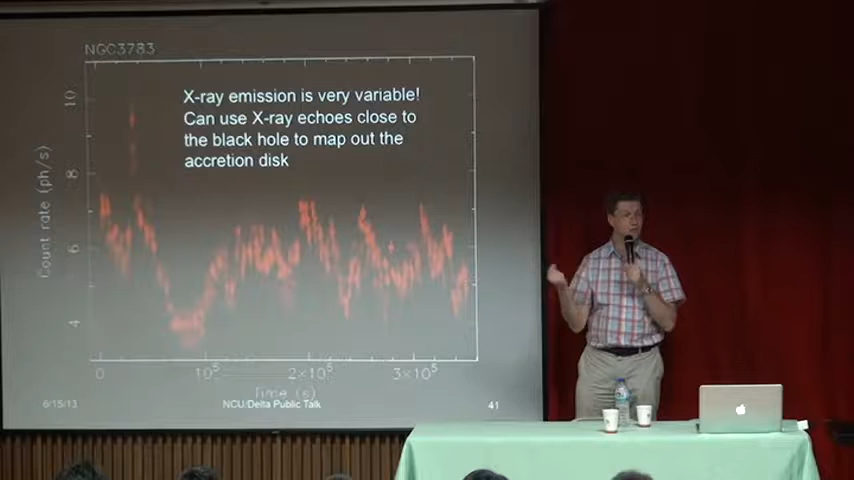 NGC3783
X-ray emission is very variable!
Can use X-ray echoes close to
the black hole to map out the
accretion disk
Count rate (ph/s)
10
8
6
4
0
10⁵
2×10⁵
3×10⁵
Time (s)
6/15/13
NCU/Delta Public Talk
41